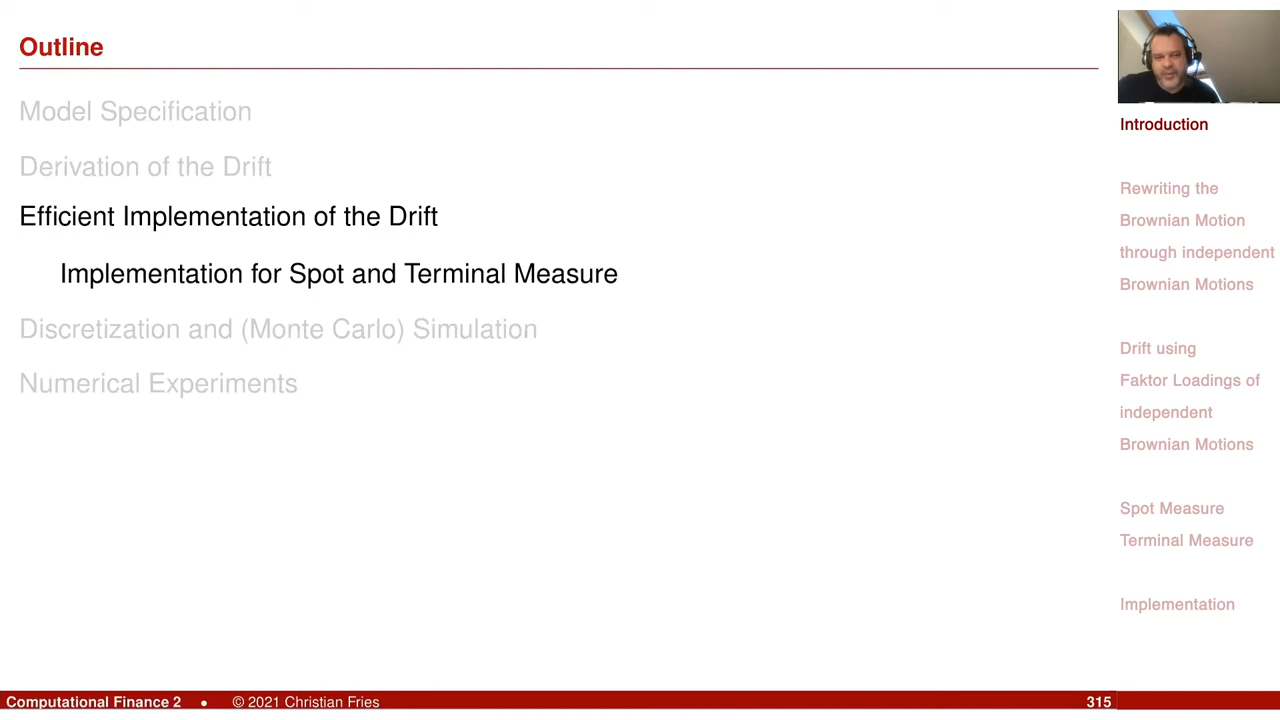 Outline
Model Specification
Derivation of the Drift
Efficient Implementation of the Drift
Implementation for Spot and Terminal Measure
Discretization and (Monte Carlo) Simulation
Numerical Experiments
Introduction
Rewriting the
Brownian Motion
through independent
Brownian Motions
Drift using
Faktor Loadings of
independent
Brownian Motions
Spot Measure
Terminal Measure
Implementation
Computational Finance 2 • © 2021 Christian Fries 315